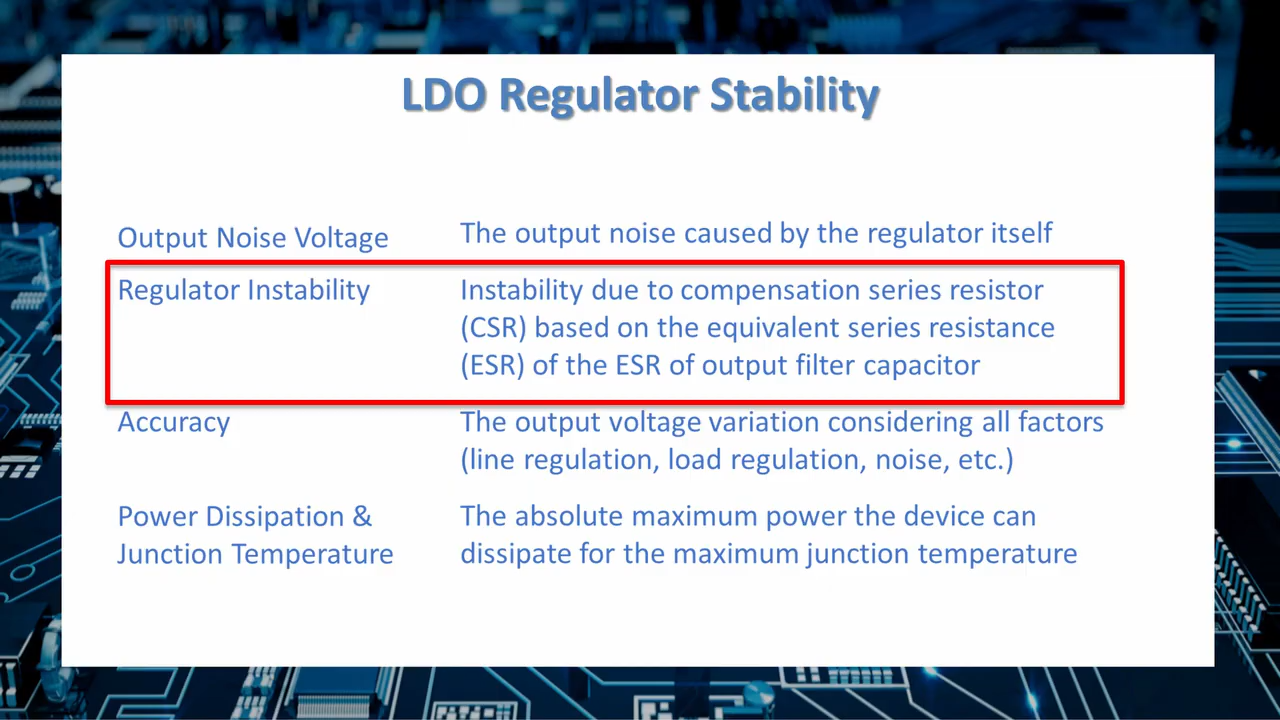 LDO Regulator Stability
Output Noise Voltage
The output noise caused by the regulator itself
Regulator Instability
Instability due to compensation series resistor
(CSR) based on the equivalent series resistance
(ESR) of the ESR of output filter capacitor
Accuracy
The output voltage variation considering all factors
(line regulation, load regulation, noise, etc.)
Power Dissipation &
Junction Temperature
The absolute maximum power the device can
dissipate for the maximum junction temperature